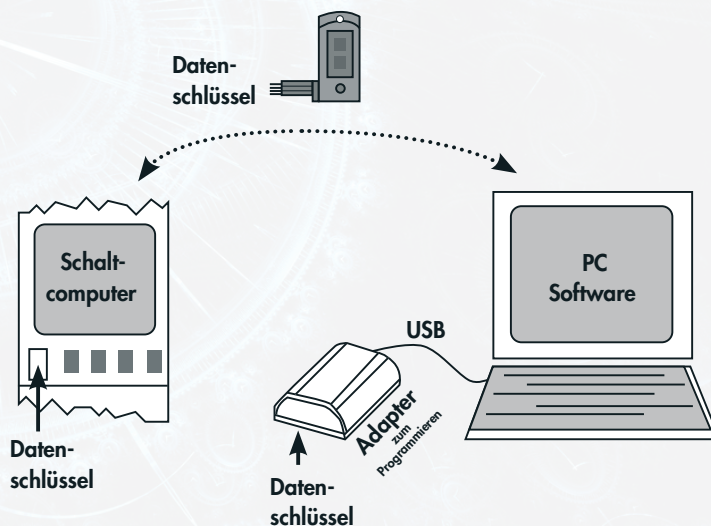 Daten-
schlüssel
Schalt-
computer
PC
Software
USB
Adapter
zum
Programmieren
Daten-
schlüssel
Daten-
schlüssel